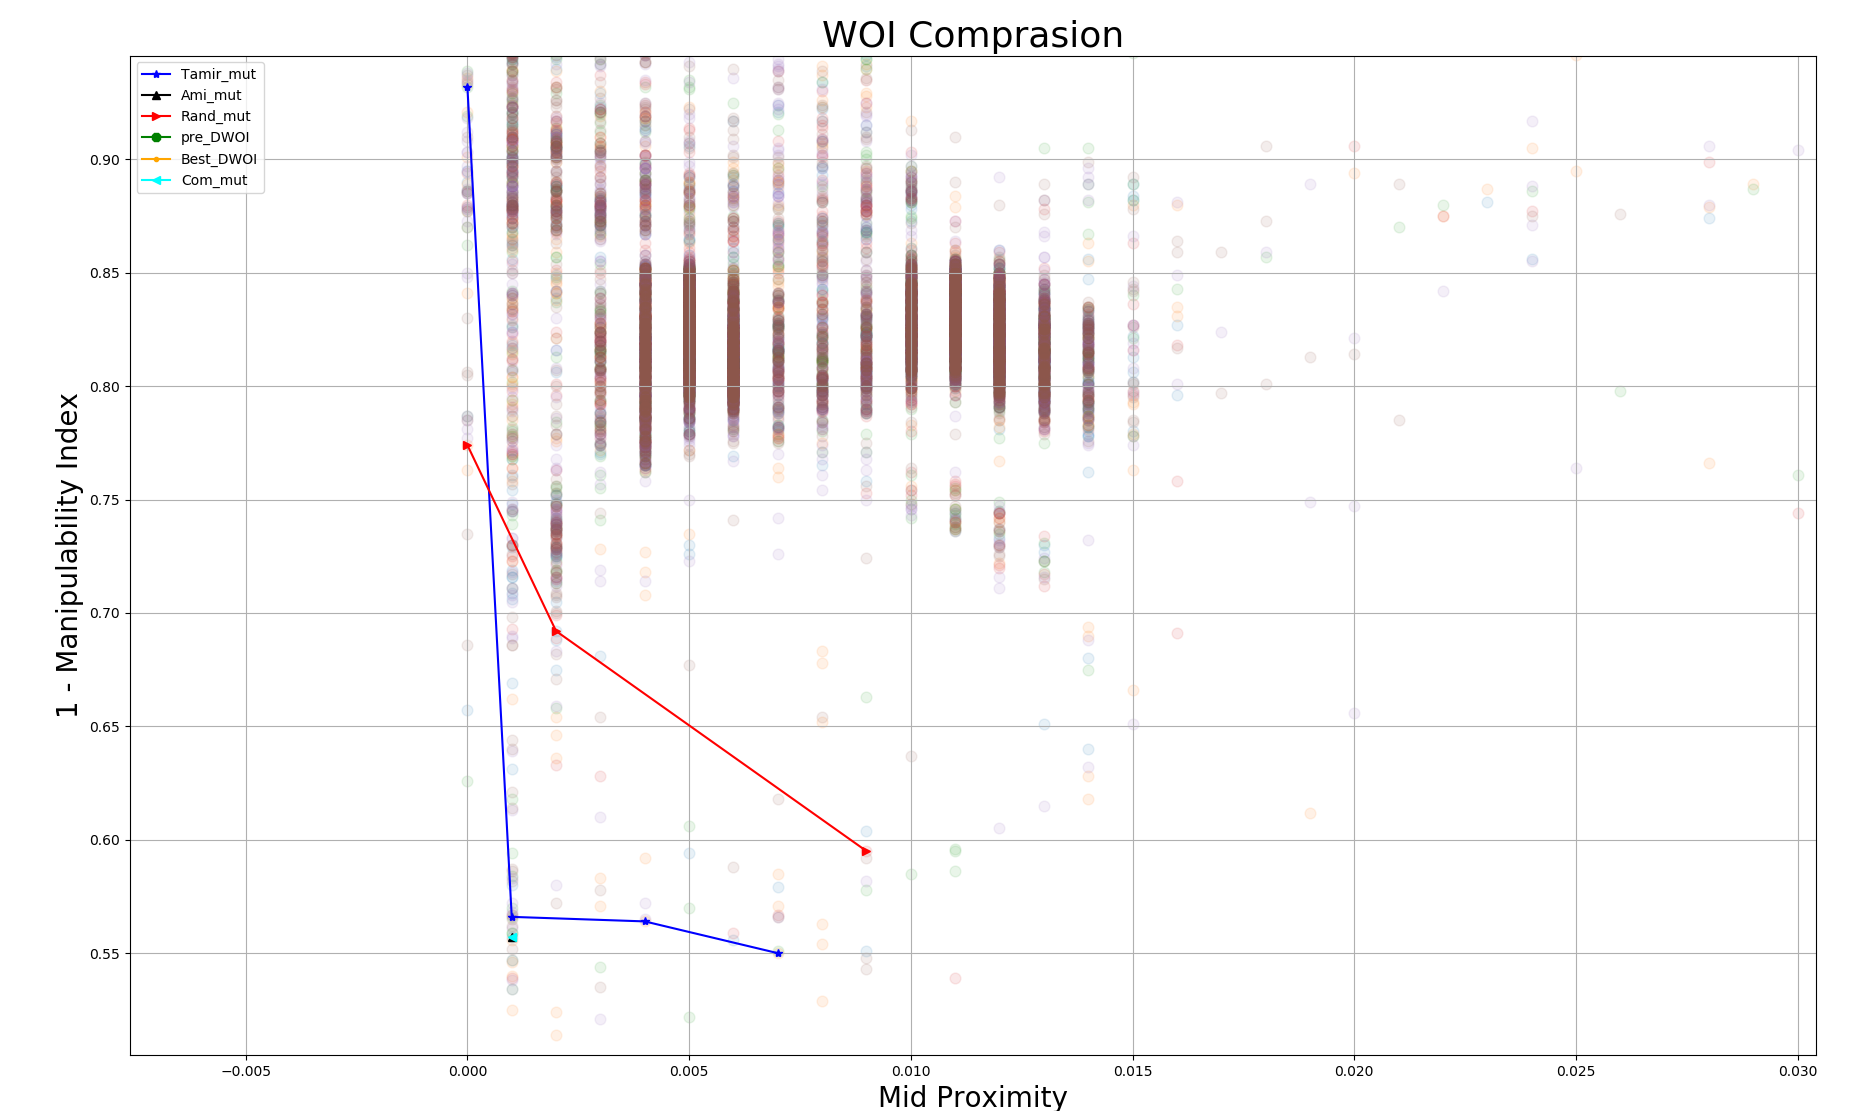 WOI Comprasion
Tamir_mut
Ami_mut
Rand_mut
pre_DWOI
Best_DWOI
Com_mut
1 - Manipulability Index
0.90
0.85
0.80
0.75
0.70
0.65
0.60
0.55
−0.005 0.000 0.005 0.010 0.015 0.020 0.025 0.030
Mid Proximity